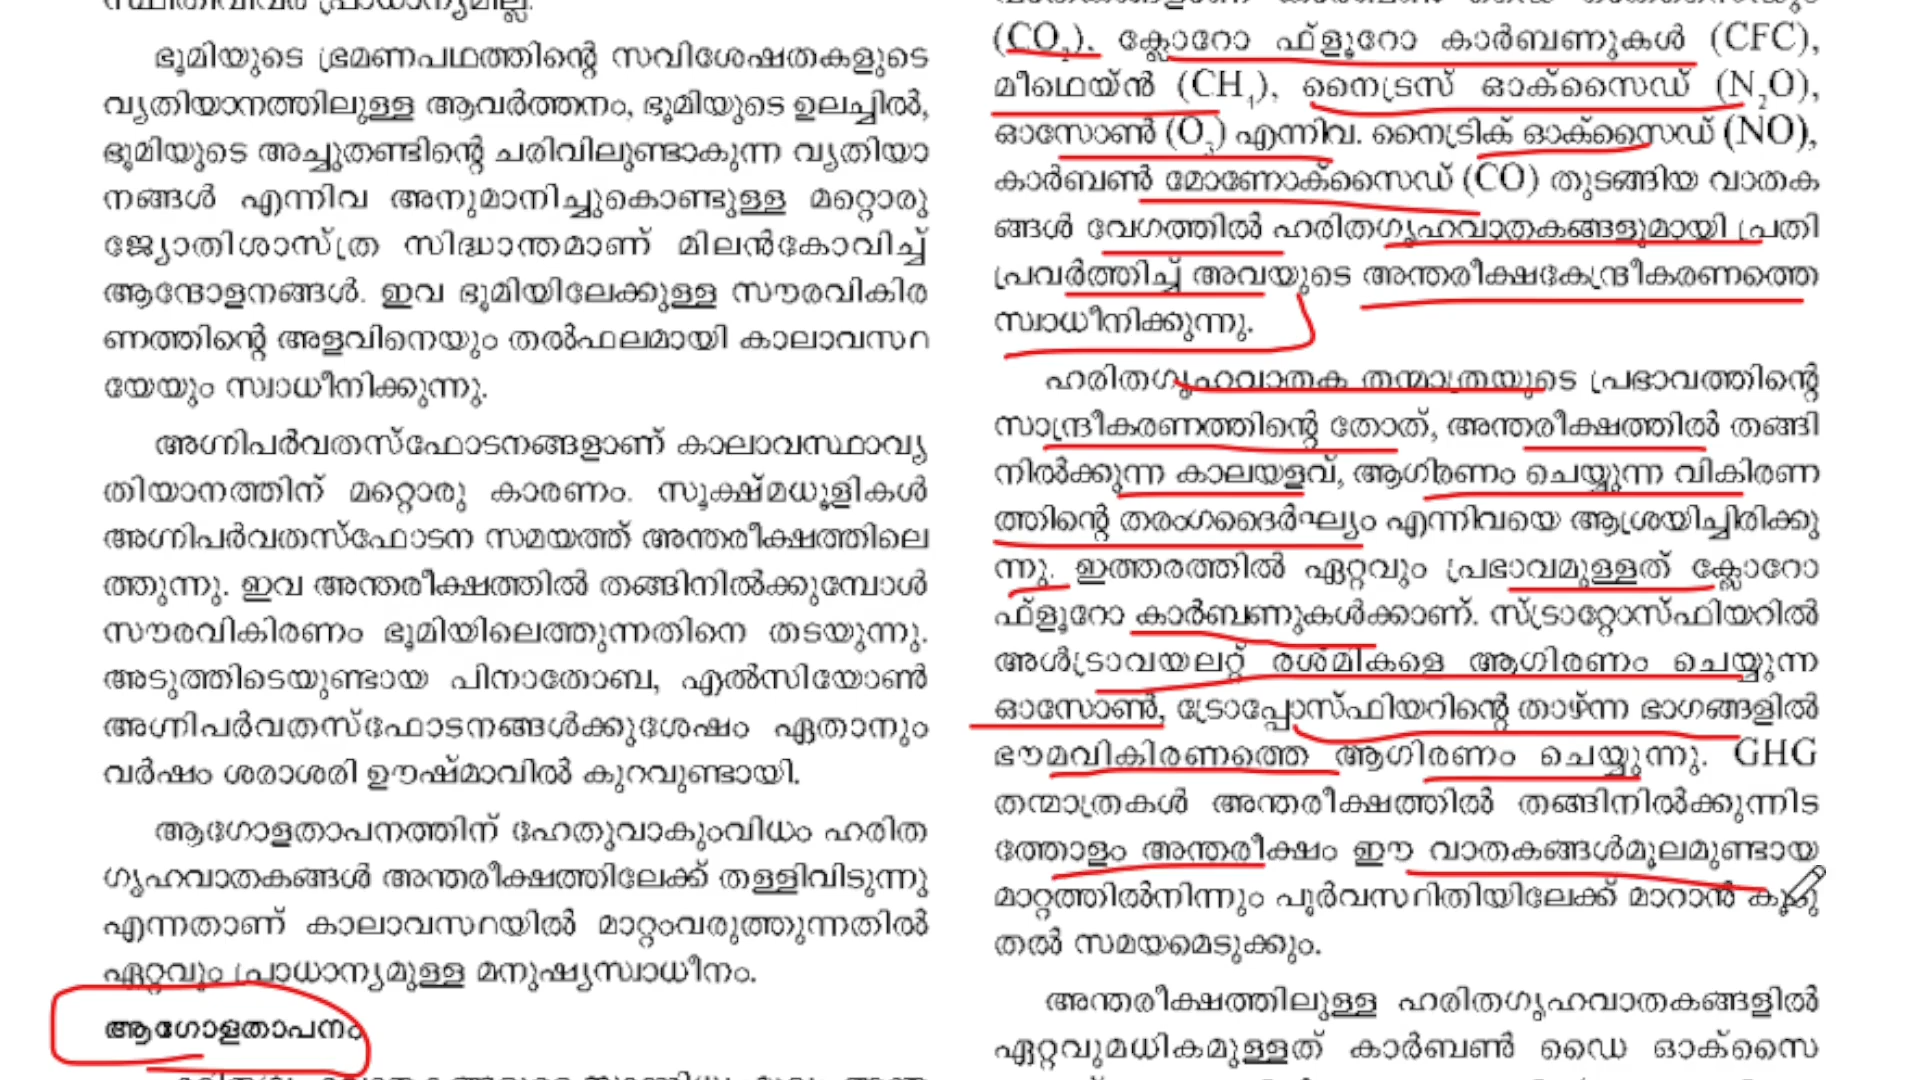 സ്ഥിതിവിവര പ്രാധാന്യമില്ല.
ഭൂമിയുടെ ഭ്രമണപഥത്തിന്റെ സവിശേഷതകളുടെ
വ്യതിയാനത്തിലുള്ള ആവർത്തനം, ഭൂമിയുടെ ഉലച്ചിൽ,
ഭൂമിയുടെ അച്ചുതണ്ടിന്റെ ചരിവിലുണ്ടാകുന്ന വ്യതിയാ
നങ്ങൾ എന്നിവ അനുമാനിച്ചുകൊണ്ടുള്ള മറ്റൊരു
ജ്യോതിശാസ്ത്ര സിദ്ധാന്തമാണ് മിലൻകോവിച്ച്
ആന്ദോളനങ്ങൾ. ഇവ ഭൂമിയിലേക്കുള്ള സൗരവികിര
ണത്തിന്റെ അളവിനെയും തൽഫലമായി കാലാവസ്ഥ
യേയും സ്വാധീനിക്കുന്നു.
അഗ്നിപർവതസ്ഫോടനങ്ങളാണ് കാലാവസ്ഥാവ്യ
തിയാനത്തിന് മറ്റൊരു കാരണം. സൂക്ഷ്മധൂളികൾ
അഗ്നിപർവതസ്ഫോടന സമയത്ത് അന്തരീക്ഷത്തിലെ
ത്തുന്നു. ഇവ അന്തരീക്ഷത്തിൽ തങ്ങിനിൽക്കുമ്പോൾ
സൗരവികിരണം ഭൂമിയിലെത്തുന്നതിനെ തടയുന്നു.
അടുത്തിടെയുണ്ടായ പിനാതോബ, എൽസിയോൺ
അഗ്നിപർവതസ്ഫോടനങ്ങൾക്കുശേഷം ഏതാനും
വർഷം ശരാശരി ഊഷ്മാവിൽ കുറവുണ്ടായി.
ആഗോളതാപനത്തിന് ഹേതുവാകുംവിധം ഹരിത
ഗൃഹവാതകങ്ങൾ അന്തരീക്ഷത്തിലേക്ക് തള്ളിവിടുന്നു
എന്നതാണ് കാലാവസ്ഥയിൽ മാറ്റംവരുത്തുന്നതിൽ
ഏറ്റവും പ്രാധാന്യമുള്ള മനുഷ്യസ്വാധീനം.
ആഗോളതാപനം
(CO₂), ക്ലോറോ ഫ്ളൂറോ കാർബണുകൾ (CFC),
മീഥെയ്ൻ (CH₄), നൈട്രസ് ഓക്സൈഡ് (N₂O),
ഓസോൺ (O₃) എന്നിവ. നൈട്രിക് ഓക്സൈഡ് (NO),
കാർബൺ മോണോക്സൈഡ് (CO) തുടങ്ങിയ വാതക
ങ്ങൾ വേഗത്തിൽ ഹരിതഗൃഹവാതകങ്ങളുമായി പ്രതി
പ്രവർത്തിച്ച് അവയുടെ അന്തരീക്ഷകേന്ദ്രീകരണത്തെ
സ്വാധീനിക്കുന്നു.
ഹരിതഗൃഹവാതക തന്മാത്രയുടെ പ്രഭാവത്തിന്റെ
സാന്ദ്രീകരണത്തിന്റെ തോത്, അന്തരീക്ഷത്തിൽ തങ്ങി
നിൽക്കുന്ന കാലയളവ്, ആഗിരണം ചെയ്യുന്ന വികിരണ
ത്തിന്റെ തരംഗദൈർഘ്യം എന്നിവയെ ആശ്രയിച്ചിരിക്കു
ന്നു. ഇത്തരത്തിൽ ഏറ്റവും പ്രഭാവമുള്ളത് ക്ലോറോ
ഫ്ളൂറോ കാർബണുകൾക്കാണ്. സ്ട്രാറ്റോസ്ഫിയറിൽ
അൾട്രാവയലറ്റ് രശ്മികളെ ആഗിരണം ചെയ്യുന്ന
ഓസോൺ, ട്രോപ്പോസ്ഫിയറിന്റെ താഴ്ന്ന ഭാഗങ്ങളിൽ
ഭൗമവികിരണത്തെ ആഗിരണം ചെയ്യുന്നു. GHG
തന്മാത്രകൾ അന്തരീക്ഷത്തിൽ തങ്ങിനിൽക്കുന്നിട
ത്തോളം അന്തരീക്ഷം ഈ വാതകങ്ങൾമൂലമുണ്ടായ
മാറ്റത്തിൽനിന്നും പൂർവസ്ഥിതിയിലേക്ക് മാറാൻ കൂടു
തൽ സമയമെടുക്കും.
അന്തരീക്ഷത്തിലുള്ള ഹരിതഗൃഹവാതകങ്ങളിൽ
ഏറ്റവുമധികമുള്ളത് കാർബൺ ഡൈ ഓക്സൈ